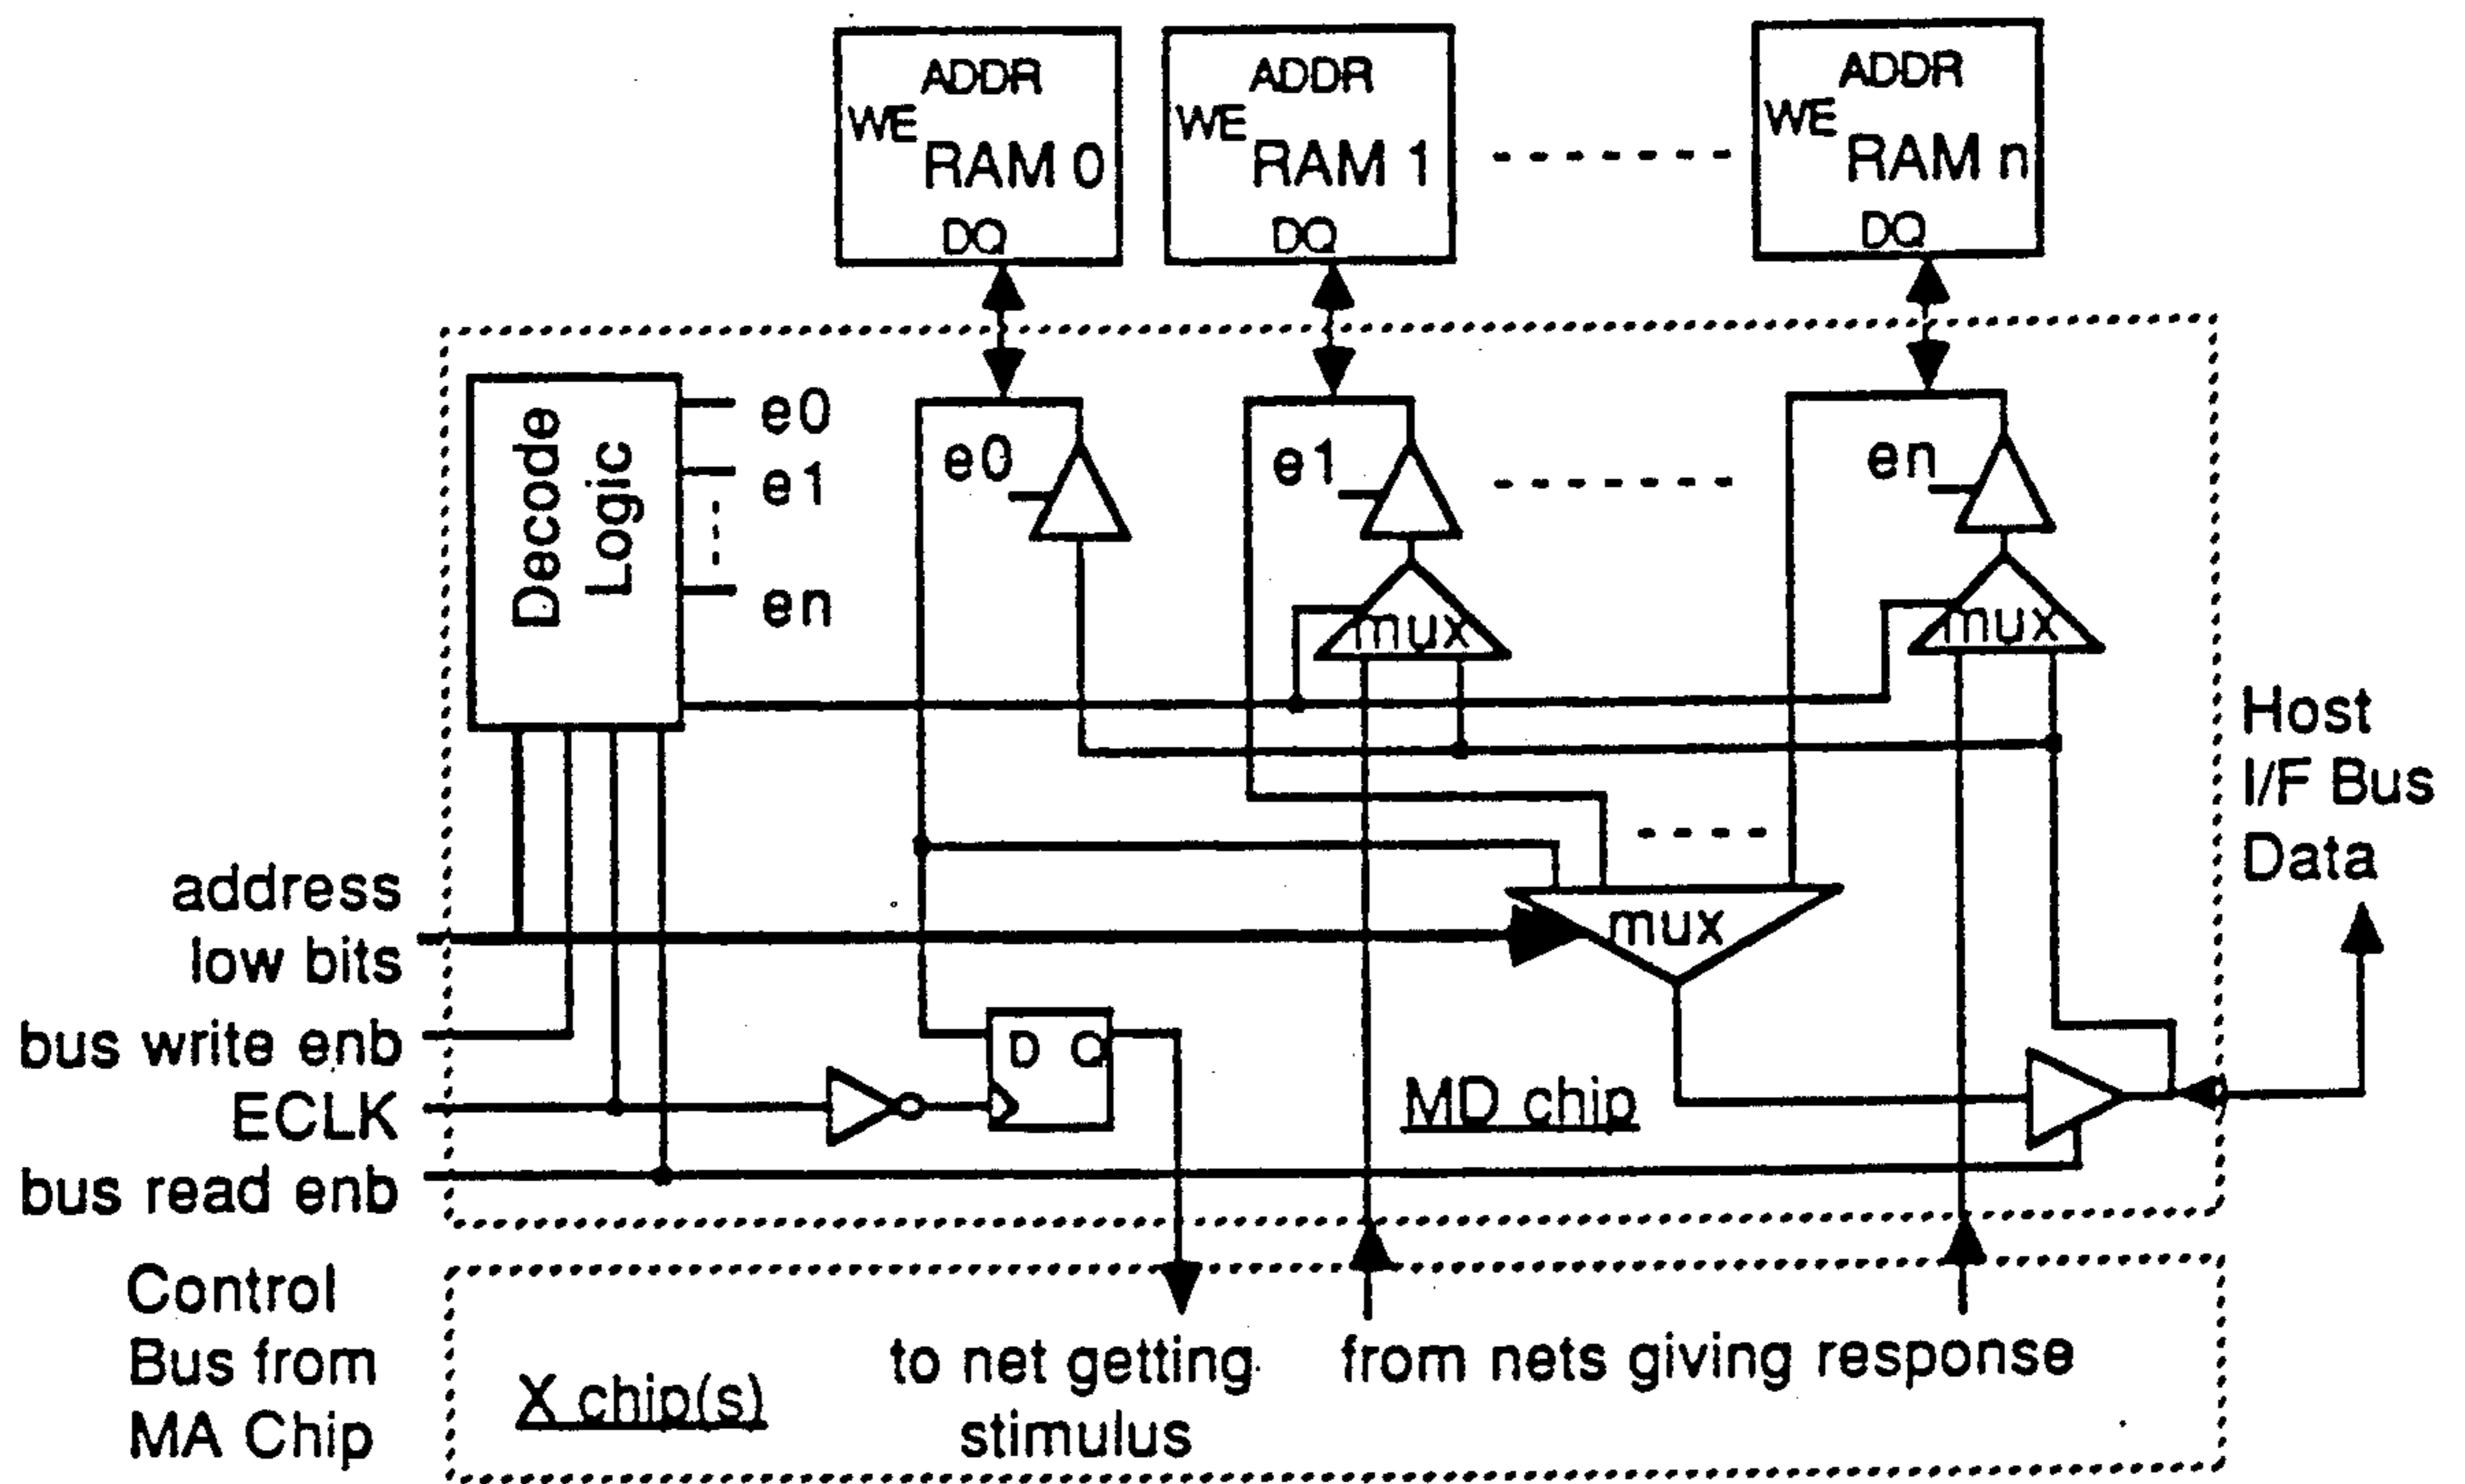 ADDR
WE
RAM 0
DQ
ADDR
WE
RAM 1
DQ
ADDR
WE
RAM n
DQ
Decode
Logic
e0
e1
en
e0
e1
en
mux
mux
Host
I/F Bus
Data
address
low bits
mux
bus write enb
D Q
ECLK
MD chip
bus read enb
Control
Bus from
MA Chip
X chip(s)
to net getting
stimulus
from nets giving response